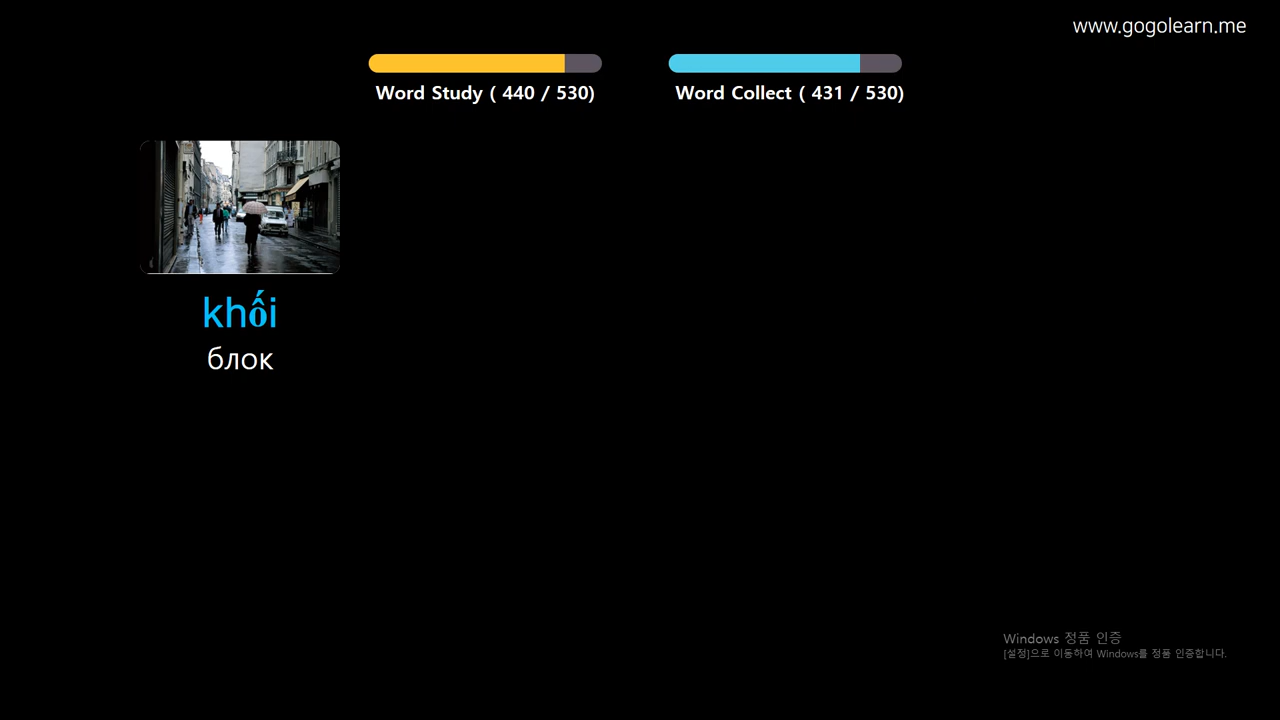 www.gogolearn.me
Word Study ( 440 / 530)
Word Collect ( 431 / 530)
khối
блок
Windows 정품 인증
[설정]으로 이동하여 Windows를 정품 인증합니다.